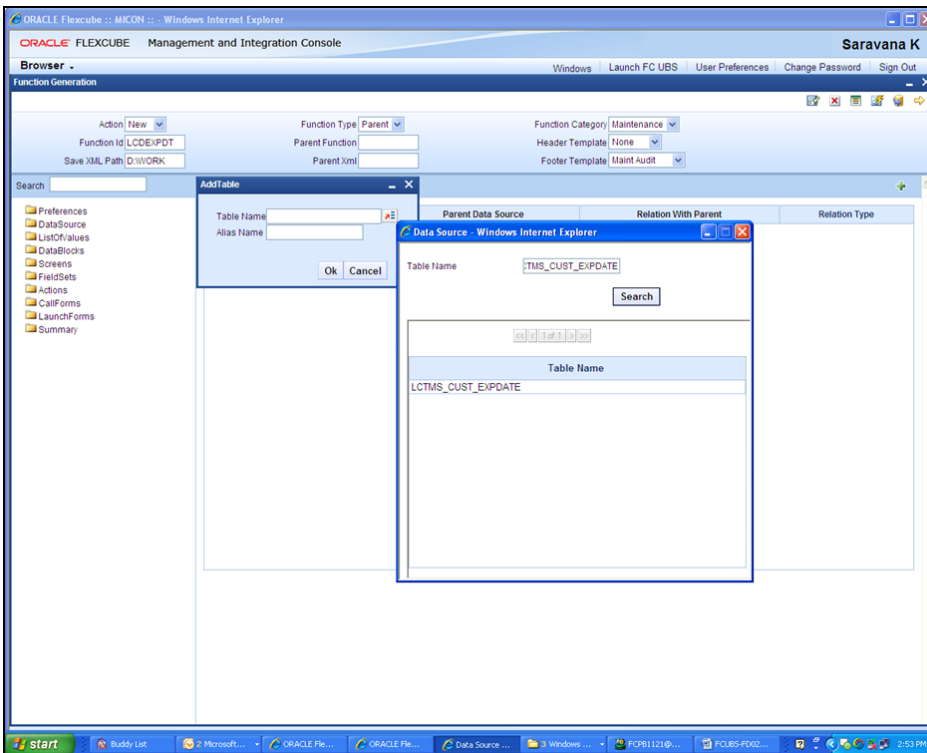 ORACLE Flexcube :: MICON :: - Windows Internet Explorer
ORACLE FLEXCUBE Management and Integration Console
Saravana K
Browser
Windows Launch FC UBS User Preferences Change Password Sign Out
Function Generation
Action New Function Type Parent Function Category Maintenance
Function Id LCDEXPDT Parent Function Header Template None
Save XML Path D:\WORK Parent Xml Footer Template Maint Audit
Search
Preferences
DataSource
ListOfValues
DataBlocks
Screens
FieldSets
Actions
CallForms
LaunchForms
Summary
AddTable
Table Name
Alias Name
Ok Cancel
Parent Data Source Relation With Parent Relation Type
Data Source - Windows Internet Explorer
Table Name TMS_CUST_EXPDATE
Search
<< < 1 of 1 > >>
Table Name
LCTMS_CUST_EXPDATE
start Buddy List 2 Microsoft... ORACLE Fle... ORACLE Fle... Data Source ... 3 Windows ... FCPB1121@... FCUBS-FD02... 2:53 PM